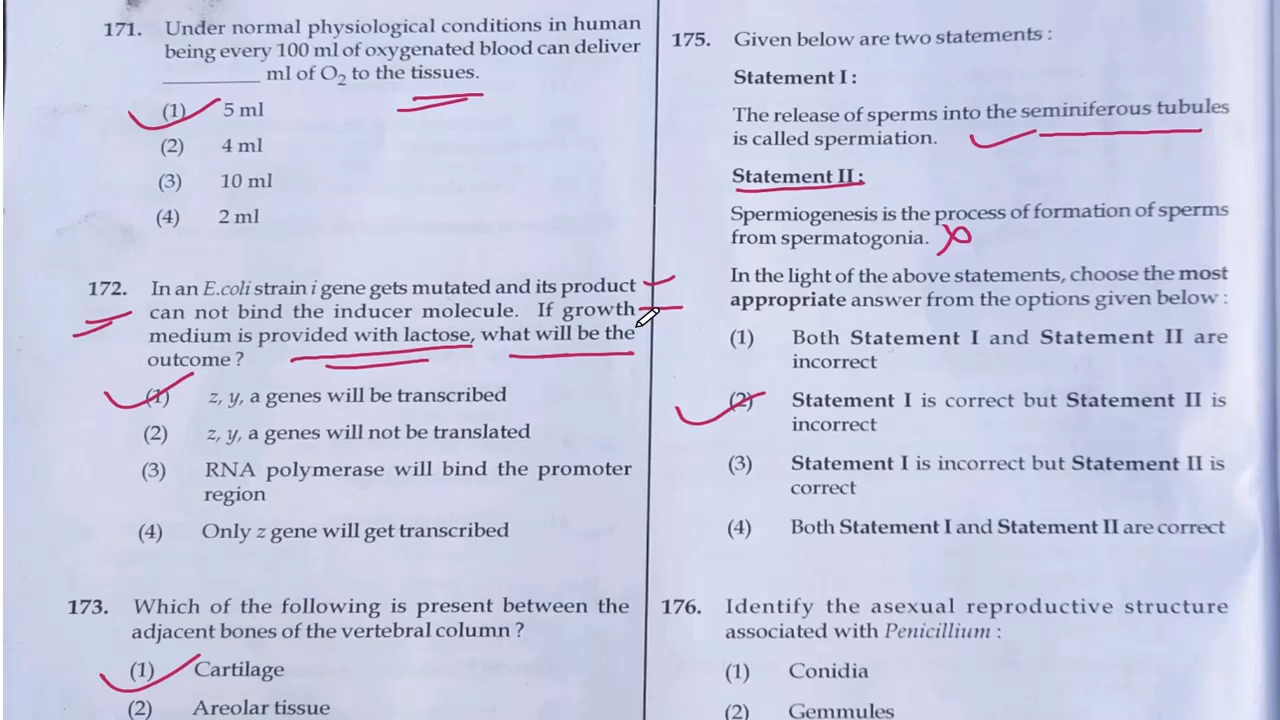 171. Under normal physiological conditions in human
being every 100 ml of oxygenated blood can deliver
__________ ml of O2 to the tissues.
(1) 5 ml
(2) 4 ml
(3) 10 ml
(4) 2 ml
172. In an E.coli strain i gene gets mutated and its product
can not bind the inducer molecule. If growth
medium is provided with lactose, what will be the
outcome ?
(1) z, y, a genes will be transcribed
(2) z, y, a genes will not be translated
(3) RNA polymerase will bind the promoter
region
(4) Only z gene will get transcribed
173. Which of the following is present between the
adjacent bones of the vertebral column ?
(1) Cartilage
(2) Areolar tissue
175. Given below are two statements :
Statement I :
The release of sperms into the seminiferous tubules
is called spermiation.
Statement II :
Spermiogenesis is the process of formation of sperms
from spermatogonia.
In the light of the above statements, choose the most
appropriate answer from the options given below :
(1) Both Statement I and Statement II are
incorrect
(2) Statement I is correct but Statement II is
incorrect
(3) Statement I is incorrect but Statement II is
correct
(4) Both Statement I and Statement II are correct
176. Identify the asexual reproductive structure
associated with Penicillium :
(1) Conidia
(2) Gemmules